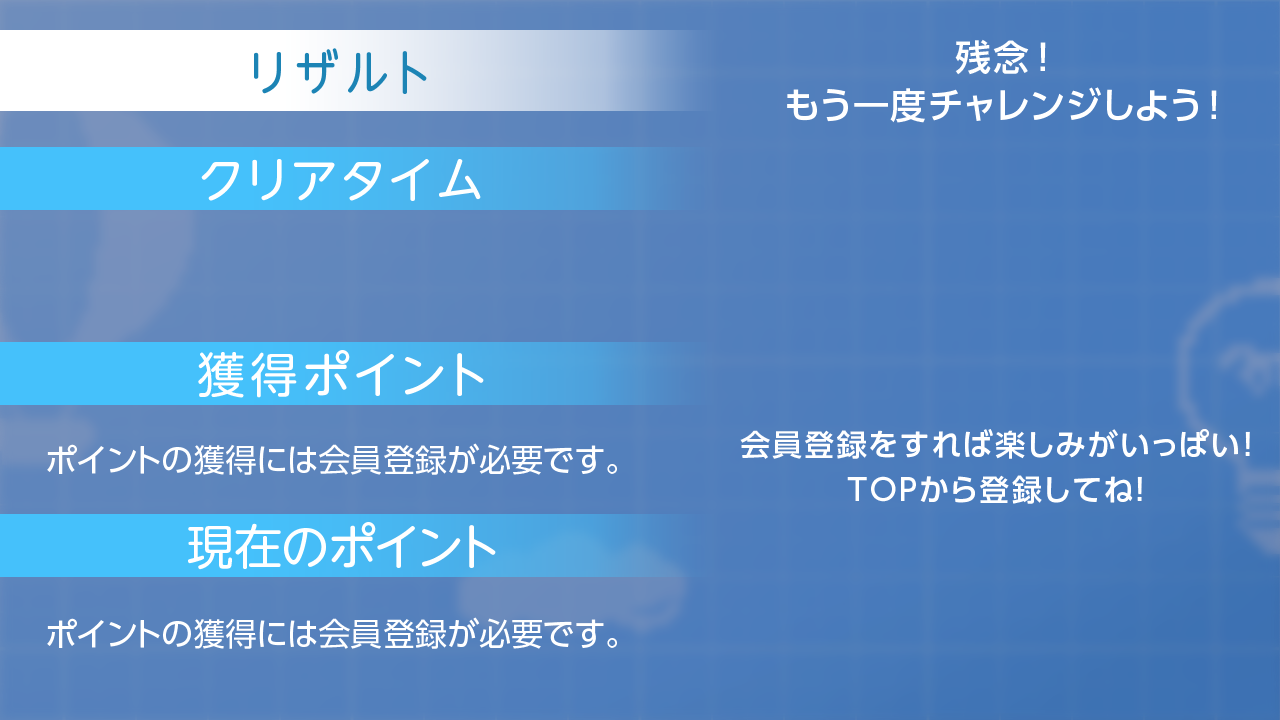 リザルト
クリアタイム
獲得ポイント
ポイントの獲得には会員登録が必要です。
現在のポイント
ポイントの獲得には会員登録が必要です。
残念！
もう一度チャレンジしよう！
会員登録をすれば楽しみがいっぱい！
TOPから登録してね！